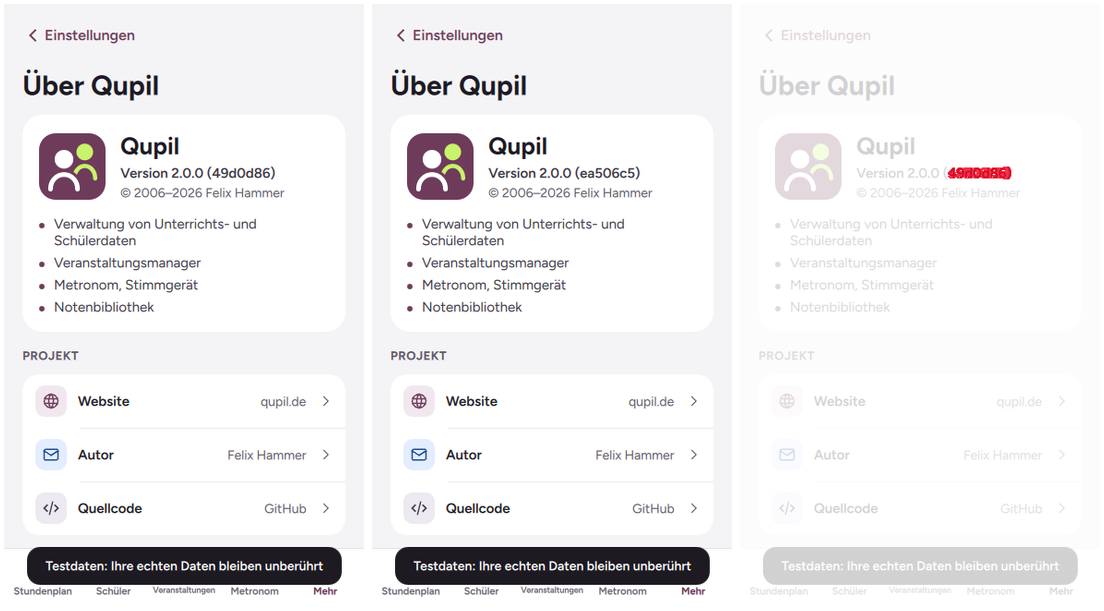 Einstellungen
Über Qupil
Qupil
Version 2.0.0 (49d0d86)
© 2006–2026 Felix Hammer
Verwaltung von Unterrichts- und
Schülerdaten
Veranstaltungsmanager
Metronom, Stimmgerät
Notenbibliothek
PROJEKT
Website qupil.de
Autor Felix Hammer
Quellcode GitHub
Testdaten: Ihre echten Daten bleiben unberührt
Stundenplan Schüler Veranstaltungen Metronom Mehr
Einstellungen
Über Qupil
Qupil
Version 2.0.0 (ea506c5)
© 2006–2026 Felix Hammer
Verwaltung von Unterrichts- und
Schülerdaten
Veranstaltungsmanager
Metronom, Stimmgerät
Notenbibliothek
PROJEKT
Website qupil.de
Autor Felix Hammer
Quellcode GitHub
Testdaten: Ihre echten Daten bleiben unberührt
Stundenplan Schüler Veranstaltungen Metronom Mehr
Einstellungen
Über Qupil
Qupil
Version 2.0.0 (
© 2006–2026 Felix Hammer
Verwaltung von Unterrichts- und
Schülerdaten
Veranstaltungsmanager
Metronom, Stimmgerät
Notenbibliothek
PROJEKT
Website qupil.de
Autor Felix Hammer
Quellcode GitHub
Testdaten: Ihre echten Daten bleiben unberührt
Stundenplan Schüler Veranstaltungen Metronom Mehr